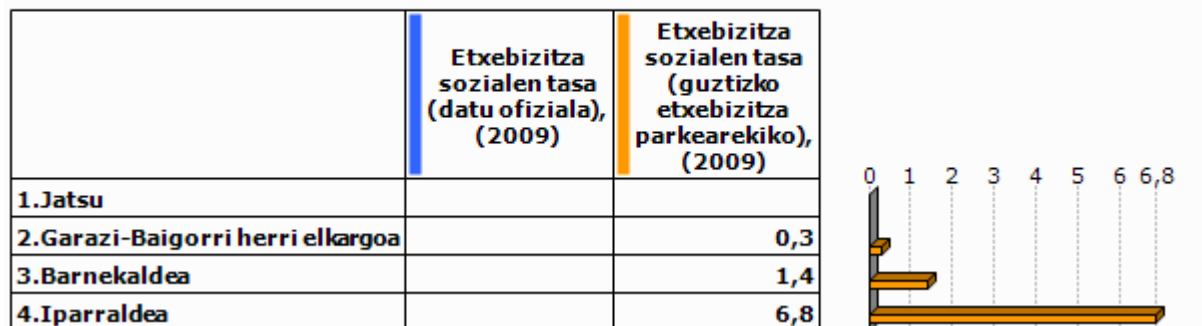 Etxebizitza
sozialen tasa
(datu ofiziala),
(2009)
Etxebizitza
sozialen tasa
(guztizko
etxebizitza
parkearekiko),
(2009)
0 1 2 3 4 5 6 6,8
1.Jatsu
2.Garazi-Baigorri herri elkargoa 0,3
3.Barnekaldea 1,4
4.Iparraldea 6,8